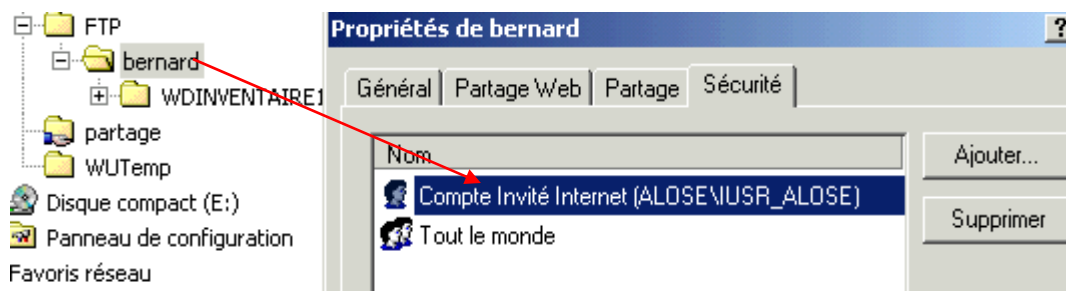 FTP
bernard
WDINVENTAIRE1
partage
WUTemp
Disque compact (E:)
Panneau de configuration
Favoris réseau
Propriétés de bernard
?
Général
Partage Web
Partage
Sécurité
Nom
Compte Invité Internet (ALOSE\IUSR_ALOSE)
Tout le monde
Ajouter...
Supprimer